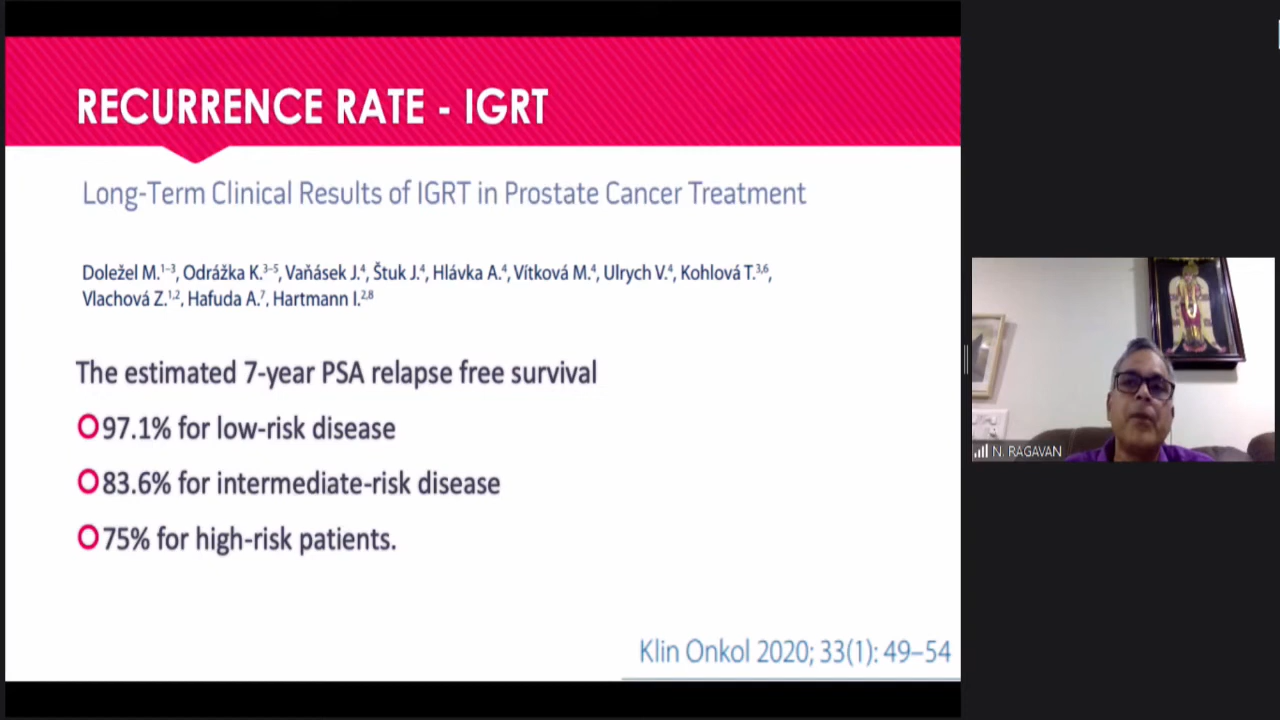 RECURRENCE RATE - IGRT
Long-Term Clinical Results of IGRT in Prostate Cancer Treatment
Doležel M.¹⁻³, Odrážka K.³⁻⁵, Vaňásek J.⁴, Štuk J.⁴, Hlávka A.⁴, Vítková M.⁴, Ulrych V.⁴, Kohlová T.³,⁶,
Vlachová Z.¹,², Hafuda A.⁷, Hartmann I.²,⁸
The estimated 7-year PSA relapse free survival
97.1% for low-risk disease
83.6% for intermediate-risk disease
75% for high-risk patients.
Klin Onkol 2020; 33(1): 49–54
N. RAGAVAN